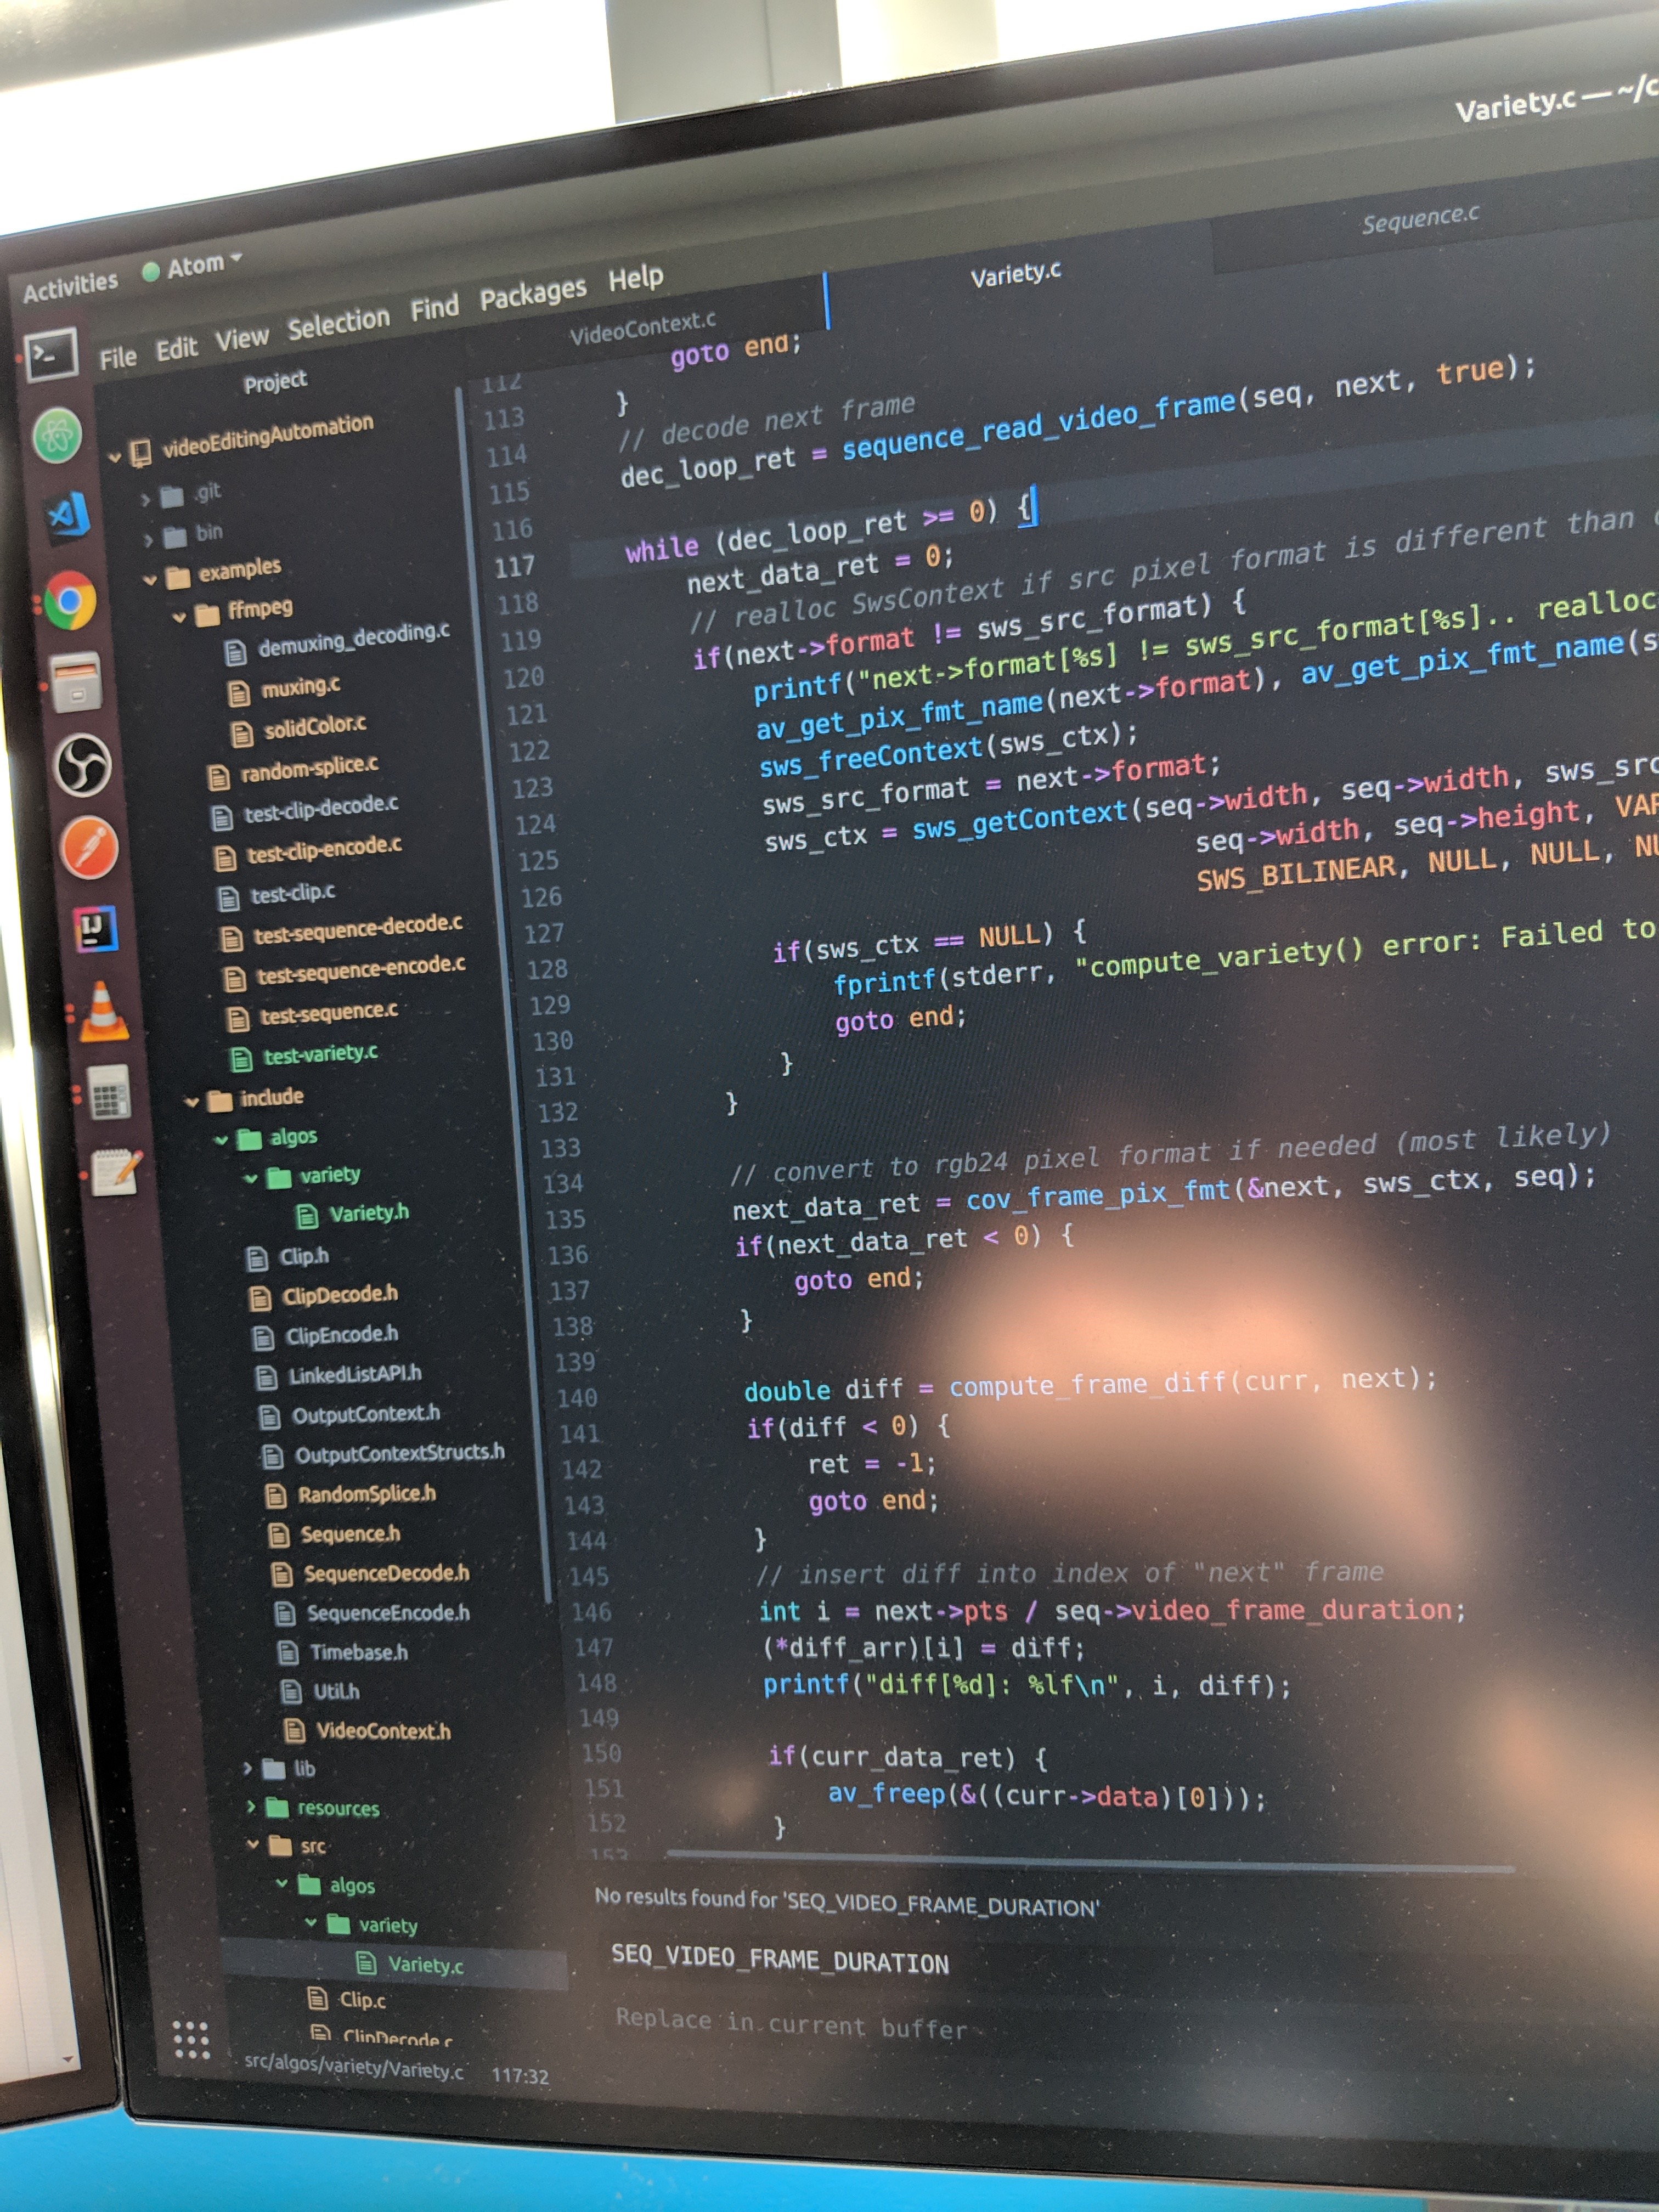 Variety.c — ~/c
Activities Atom
File Edit View Selection Find Packages Help
Project
videoEditingAutomation
.git
bin
examples
ffmpeg
demuxing_decoding.c
muxing.c
solidColor.c
random-splice.c
test-clip-decode.c
test-clip-encode.c
test-clip.c
test-sequence-decode.c
test-sequence-encode.c
test-sequence.c
test-variety.c
include
algos
variety
Variety.h
Clip.h
ClipDecode.h
ClipEncode.h
LinkedListAPI.h
OutputContext.h
OutputContextStructs.h
RandomSplice.h
Sequence.h
SequenceDecode.h
SequenceEncode.h
Timebase.h
Util.h
VideoContext.h
lib
resources
src
algos
variety
Variety.c
Clip.c
ClipDecode.c
VideoContext.c Variety.c Sequence.c
112 goto end;
113 }
114 // decode next frame
115 dec_loop_ret = sequence_read_video_frame(seq, next, true);
116
117 while (dec_loop_ret >= 0) {
118 next_data_ret = 0;
119 // realloc SwsContext if src pixel format is different than
120 if(next->format != sws_src_format) {
121 printf("next->format[%s] != sws_src_format[%s].. realloc
122 av_get_pix_fmt_name(next->format), av_get_pix_fmt_name(s
123 sws_freeContext(sws_ctx);
124 sws_src_format = next->format;
125 sws_ctx = sws_getContext(seq->width, seq->width, sws_src
126 seq->width, seq->height, VAR
127 SWS_BILINEAR, NULL, NULL, NU
128 if(sws_ctx == NULL) {
129 fprintf(stderr, "compute_variety() error: Failed to
130 goto end;
131 }
132 }
133
134 // convert to rgb24 pixel format if needed (most likely)
135 next_data_ret = cov_frame_pix_fmt(&next, sws_ctx, seq);
136 if(next_data_ret < 0) {
137 goto end;
138 }
139
140 double diff = compute_frame_diff(curr, next);
141 if(diff < 0) {
142 ret = -1;
143 goto end;
144 }
145 // insert diff into index of "next" frame
146 int i = next->pts / seq->video_frame_duration;
147 (*diff_arr)[i] = diff;
148 printf("diff[%d]: %lf\n", i, diff);
149
150 if(curr_data_ret) {
151 av_freep(&((curr->data)[0]));
152 }
153
No results found for 'SEQ_VIDEO_FRAME_DURATION'
SEQ_VIDEO_FRAME_DURATION
Replace in current buffer
src/algos/variety/Variety.c 117:32